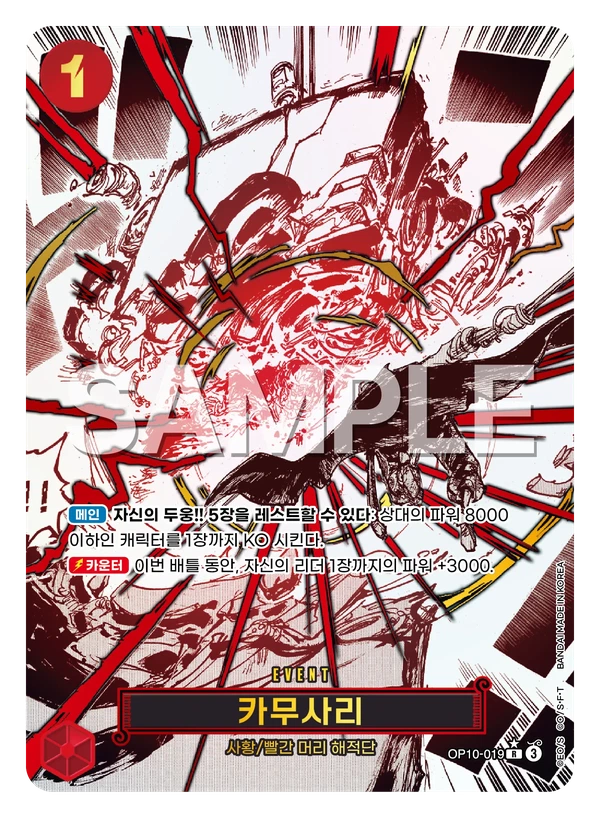 1
SAMPLE
메인 자신의 두웅!! 5장을 레스트할 수 있다: 상대의 파워 8000
이하인 캐릭터를 1장까지 KO 시킨다.
카운터 이번 배틀 동안, 자신의 리더 1장까지의 파워 +3000.
EVENT
카무사리
사황/빨간 머리 해적단
OP10-019 R 3
©EO/S ©O/S·F·T BANDAI MADE IN KOREA